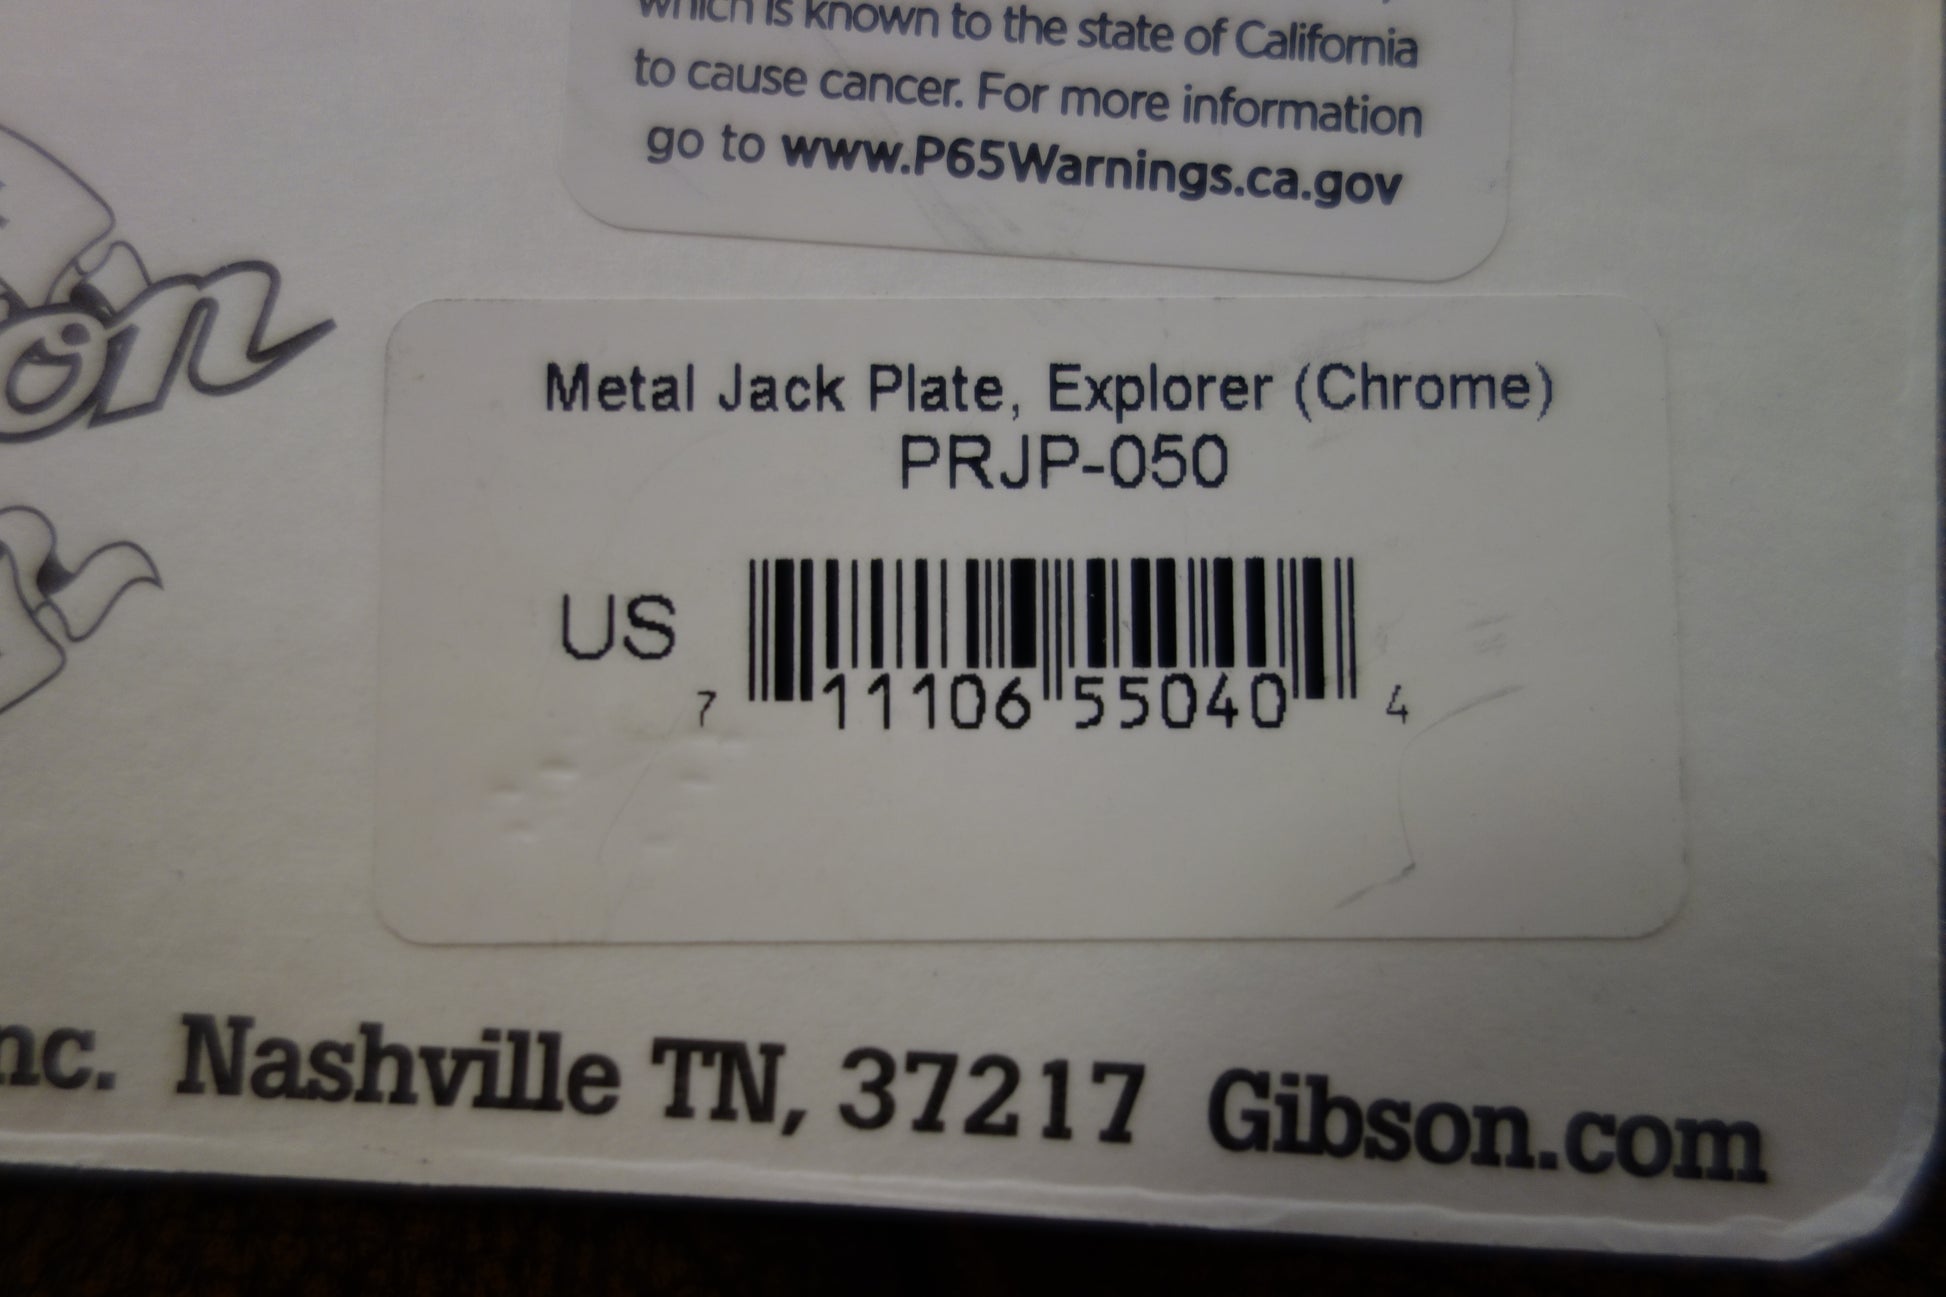 which is known to the state of California
to cause cancer. For more information
go to www.P65Warnings.ca.gov
on
Metal Jack Plate, Explorer (Chrome)
PRJP-050
US
7 11106 55040 4
nc. Nashville TN, 37217 Gibson.com